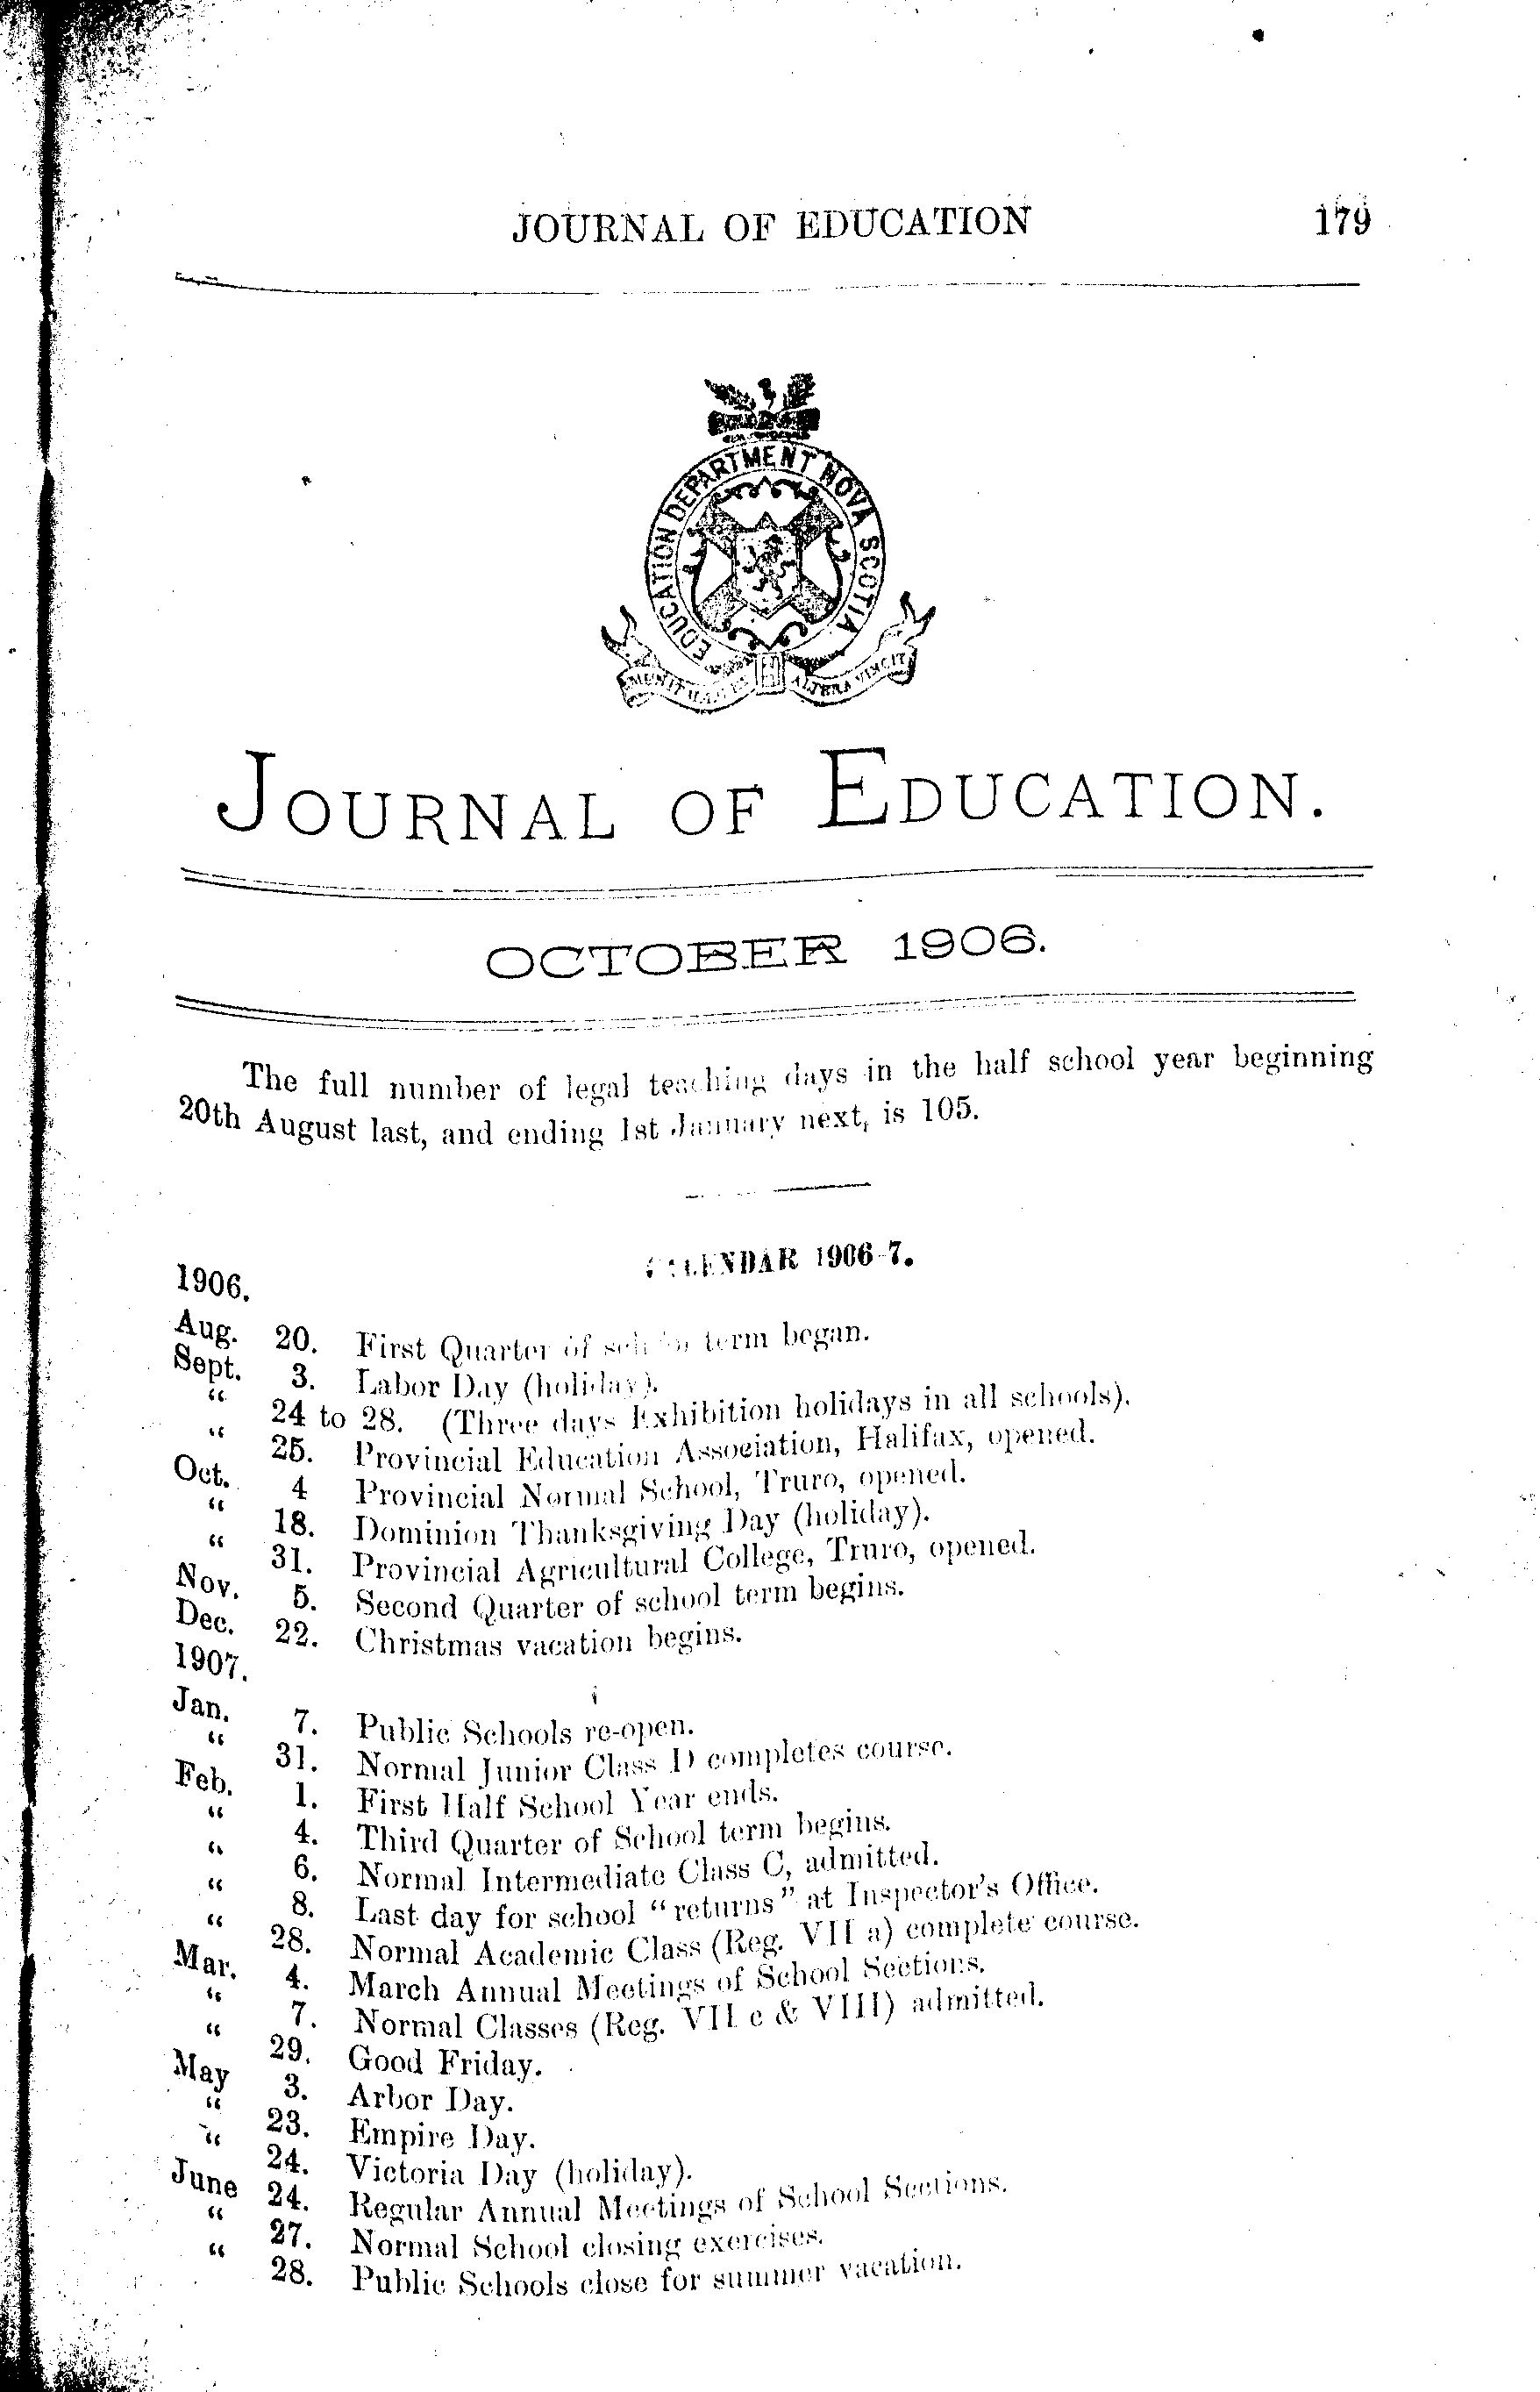 JOURNAL OF EDUCATION 179
EDUCATION DEPARTMENT NOVA SCOTIA
MUNIT ALTERA VINCIT
JOURNAL OF EDUCATION.
OCTOBER 1906.
The full number of legal teaching days in the half school year beginning
20th August last, and ending 1st January next, is 105.
CALENDAR 1906-7.
1906.
Aug. 20. First Quarter of school term began.
Sept. 3. Labor Day (holiday).
“ 24 to 28. (Three days Exhibition holidays in all schools).
“ 25. Provincial Education Association, Halifax, opened.
Oct. 4 Provincial Normal School, Truro, opened.
“ 18. Dominion Thanksgiving Day (holiday).
“ 31. Provincial Agricultural College, Truro, opened.
Nov. 5. Second Quarter of school term begins.
Dec. 22. Christmas vacation begins.
1907.
Jan. 7. Public Schools re-open.
“ 31. Normal Junior Class D completes course.
Feb. 1. First Half School Year ends.
“ 4. Third Quarter of School term begins.
“ 6. Normal Intermediate Class C, admitted.
“ 8. Last day for school “returns” at Inspector's Office.
“ 28. Normal Academic Class (Reg. VII a) complete course.
Mar. 4. March Annual Meetings of School Sections.
“ 7. Normal Classes (Reg. VII c & VIII) admitted.
“ 29. Good Friday.
May 3. Arbor Day.
“ 23. Empire Day.
“ 24. Victoria Day (holiday).
June 24. Regular Annual Meetings of School Sections.
“ 27. Normal School closing exercises.
“ 28. Public Schools close for summer vacation.